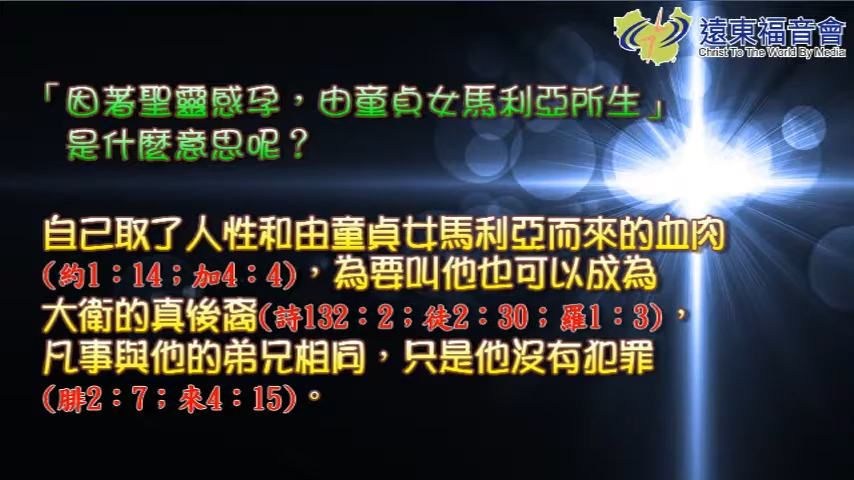 遠東福音會
Christ To The World By Media
「因著聖靈感孕，由童貞女馬利亞所生」
是什麼意思呢？
自己取了人性和由童貞女馬利亞而來的血肉
(約1：14；加4：4)，為要叫他也可以成為
大衛的真後裔(詩132：2；徒2：30；羅1：3)，
凡事與他的弟兄相同，只是他沒有犯罪
(腓2：7；來4：15)。